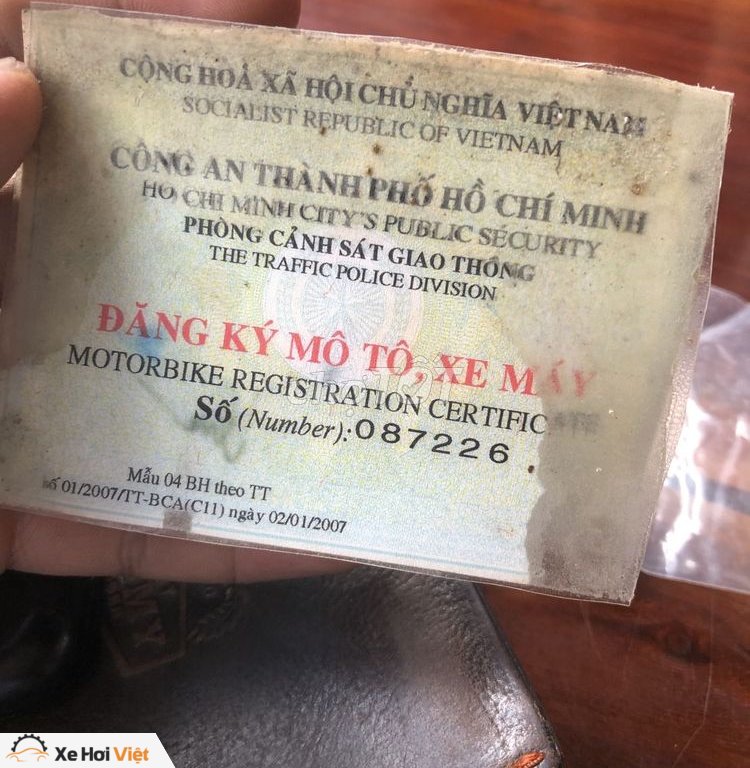 CỘNG HOÀ XÃ HỘI CHỦ NGHĨA VIỆT NAM
SOCIALIST REPUBLIC OF VIETNAM
CÔNG AN THÀNH PHỐ HỒ CHÍ MINH
HO CHI MINH CITY'S PUBLIC SECURITY
PHÒNG CẢNH SÁT GIAO THÔNG
THE TRAFFIC POLICE DIVISION
ĐĂNG KÝ MÔ TÔ, XE MÁY
MOTORBIKE REGISTRATION CERTIFICATE
Số (Number): 087226
Mẫu 04 BH theo TT
số 01/2007/TT-BCA(C11) ngày 02/01/2007
Xe Hơi Việt